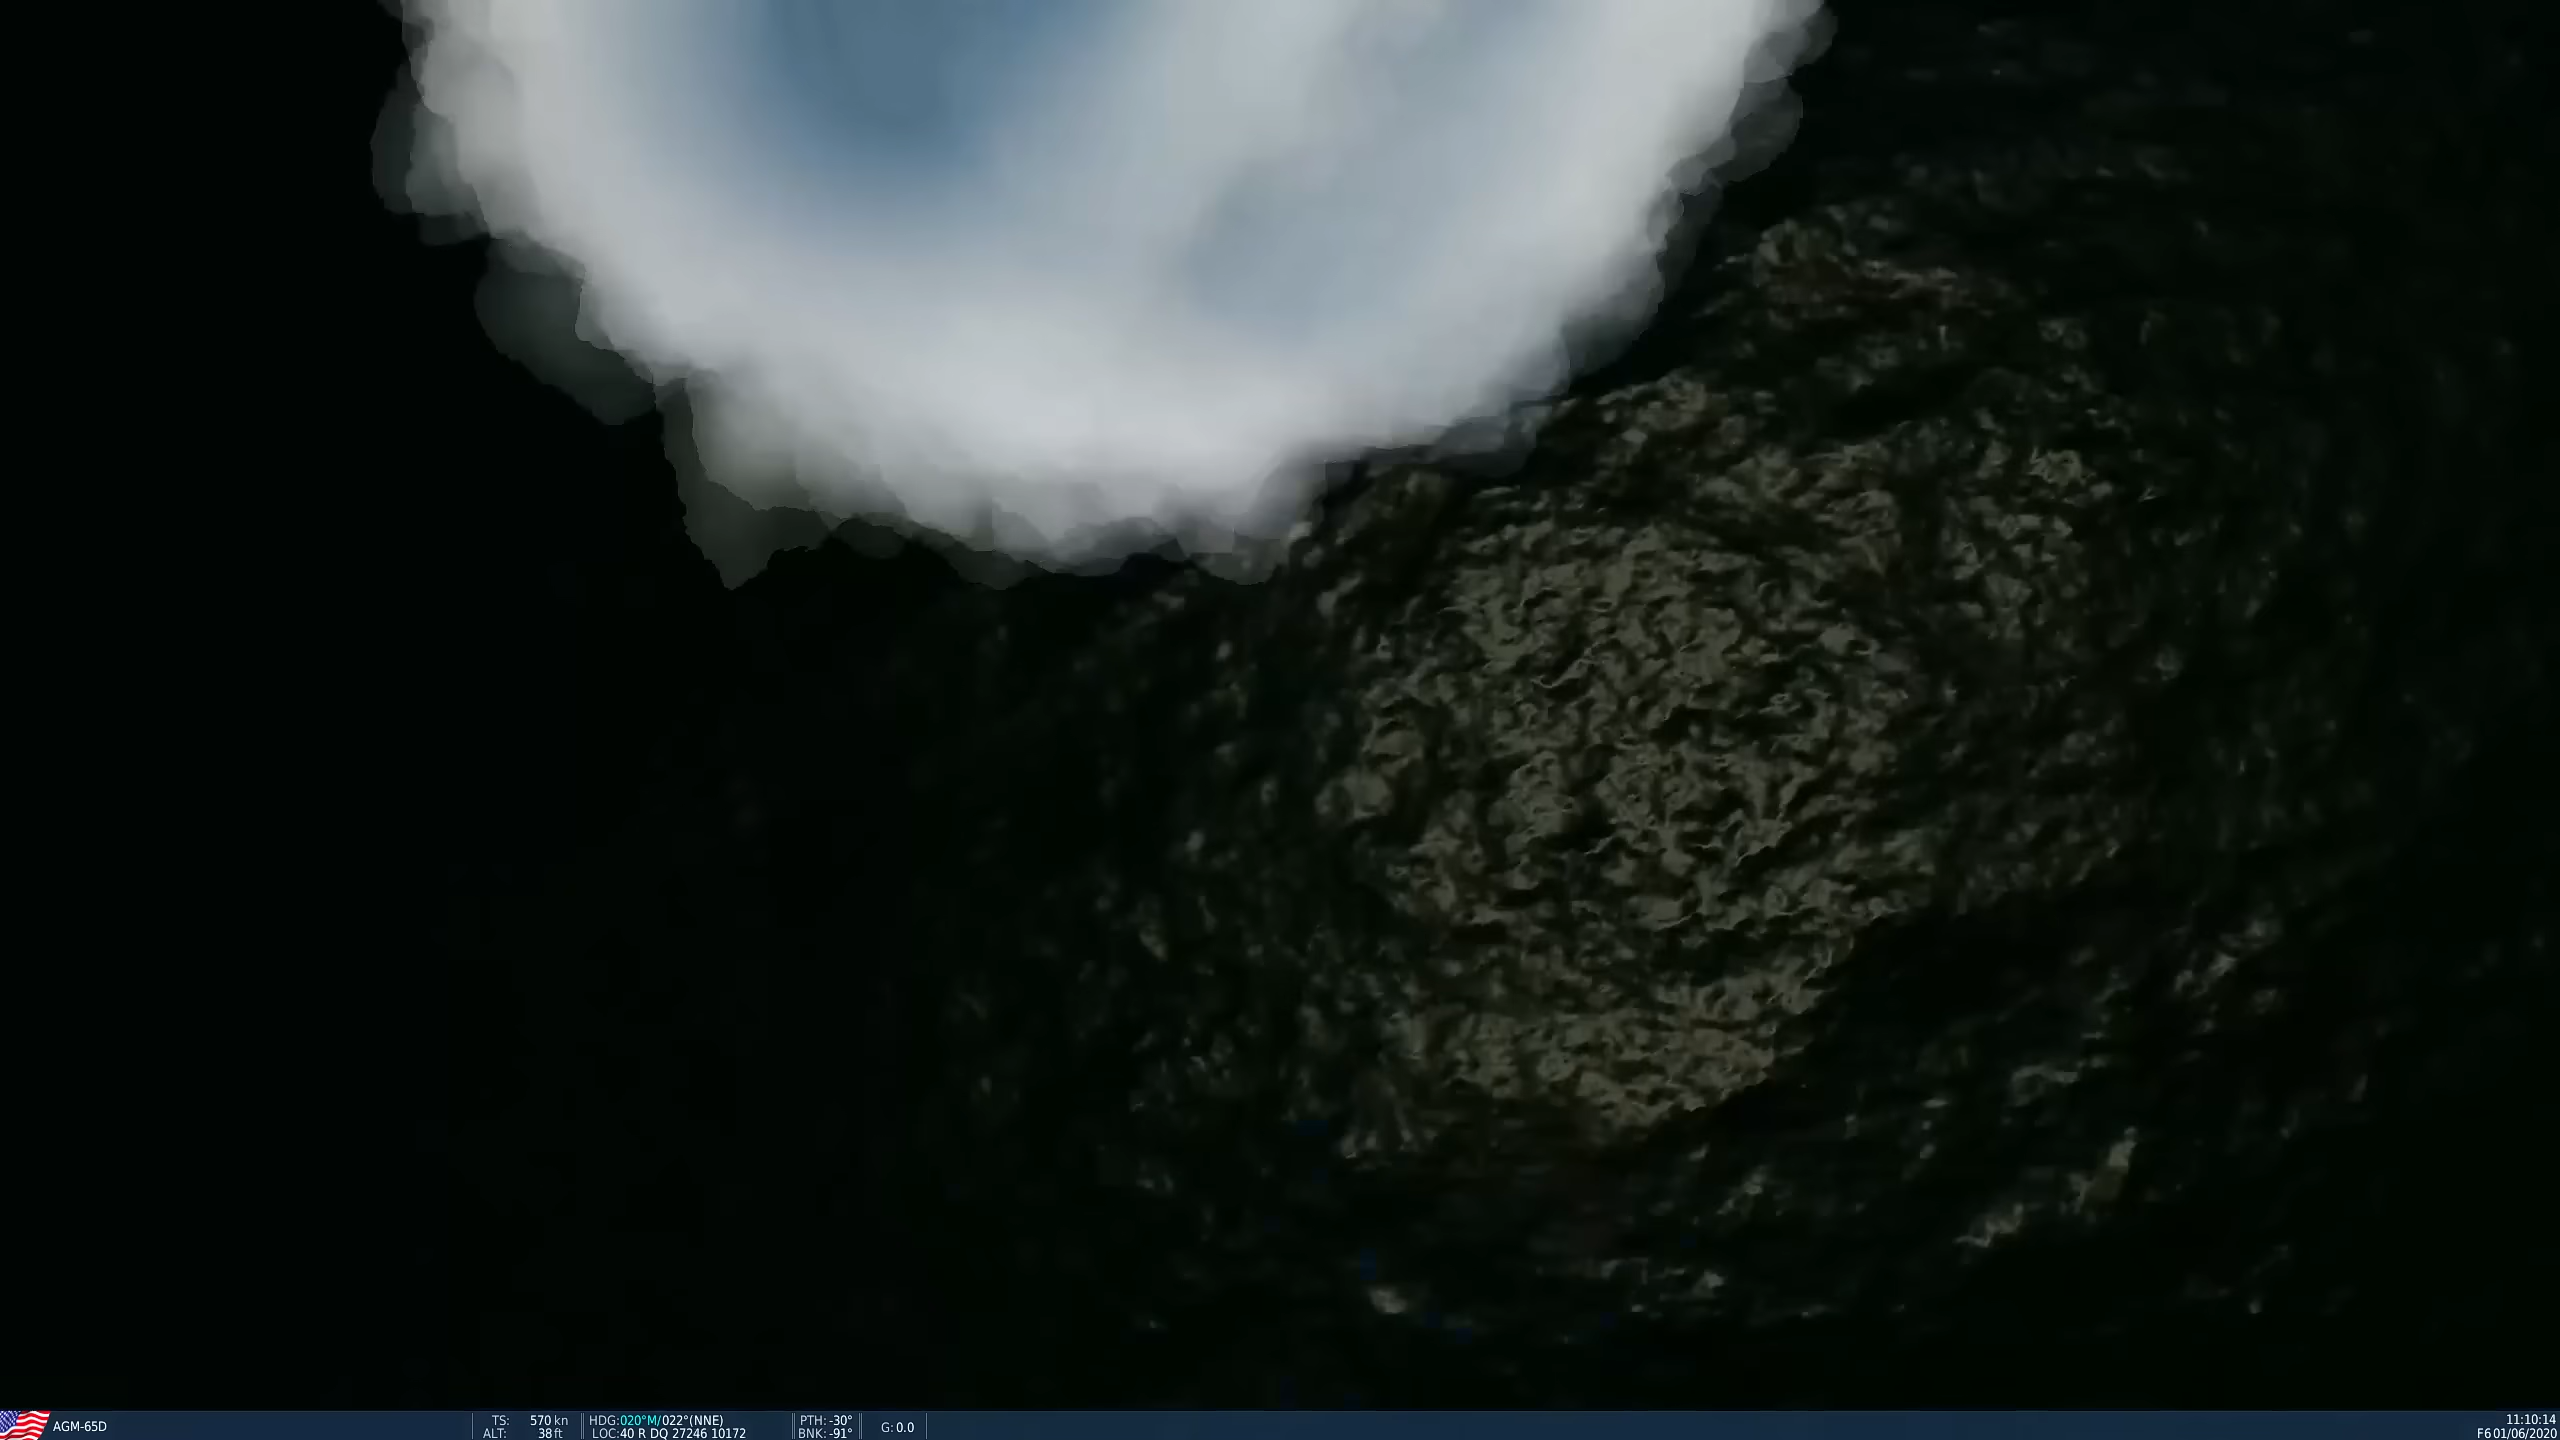 AGM-65D
TS: 570 kn
ALT: 38 ft
HDG:020°M/022°(NNE)
LOC:40 R DQ 27246 10172
PTH: -30°
BNK: -91°
G: 0.0
11:10:14
F6 01/06/2020